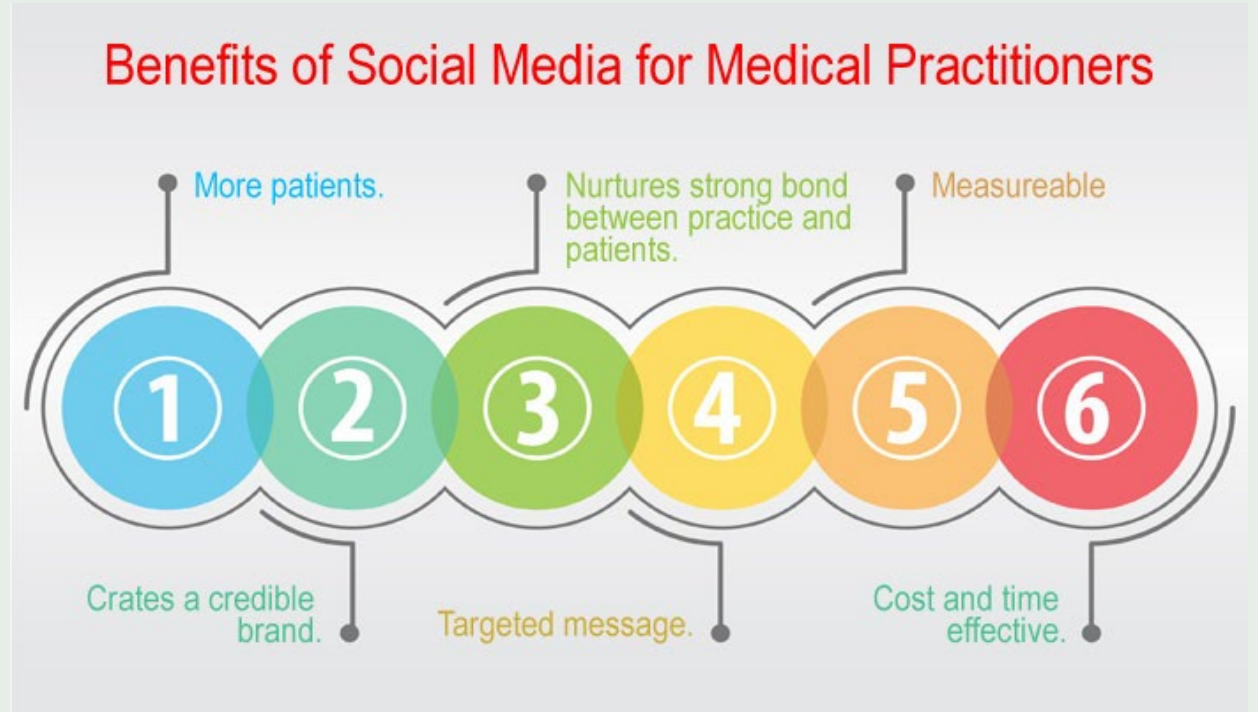 Benefits of Social Media for Medical Practitioners
More patients.
Nurtures strong bond
between practice and
patients.
Measureable
1
2
3
4
5
6
Crates a credible
brand.
Targeted message.
Cost and time
effective.